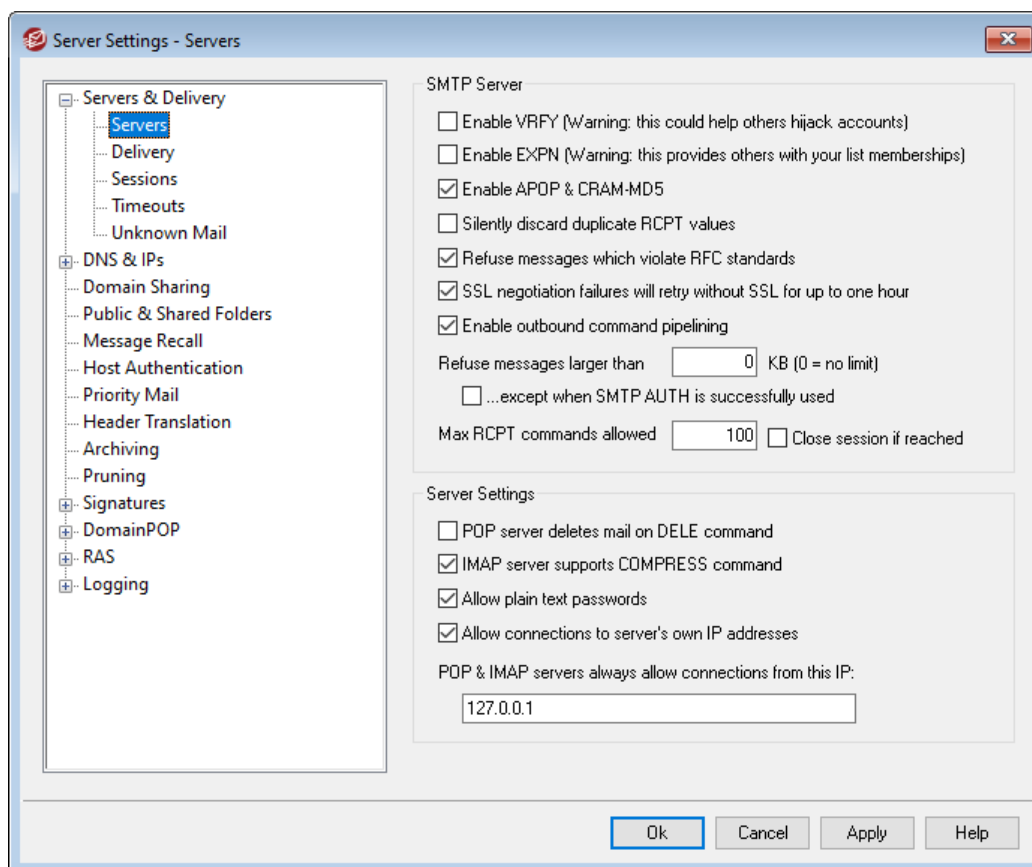 Server Settings - Servers
Servers & Delivery
Servers
Delivery
Sessions
Timeouts
Unknown Mail
DNS & IPs
Domain Sharing
Public & Shared Folders
Message Recall
Host Authentication
Priority Mail
Header Translation
Archiving
Pruning
Signatures
DomainPOP
RAS
Logging
SMTP Server
Enable VRFY (Warning: this could help others hijack accounts)
Enable EXPN (Warning: this provides others with your list memberships)
Enable APOP & CRAM-MD5
Silently discard duplicate RCPT values
Refuse messages which violate RFC standards
SSL negotiation failures will retry without SSL for up to one hour
Enable outbound command pipelining
Refuse messages larger than 0 KB (0 = no limit)
...except when SMTP AUTH is successfully used
Max RCPT commands allowed 100 Close session if reached
Server Settings
POP server deletes mail on DELE command
IMAP server supports COMPRESS command
Allow plain text passwords
Allow connections to server's own IP addresses
POP & IMAP servers always allow connections from this IP:
127.0.0.1
Ok Cancel Apply Help